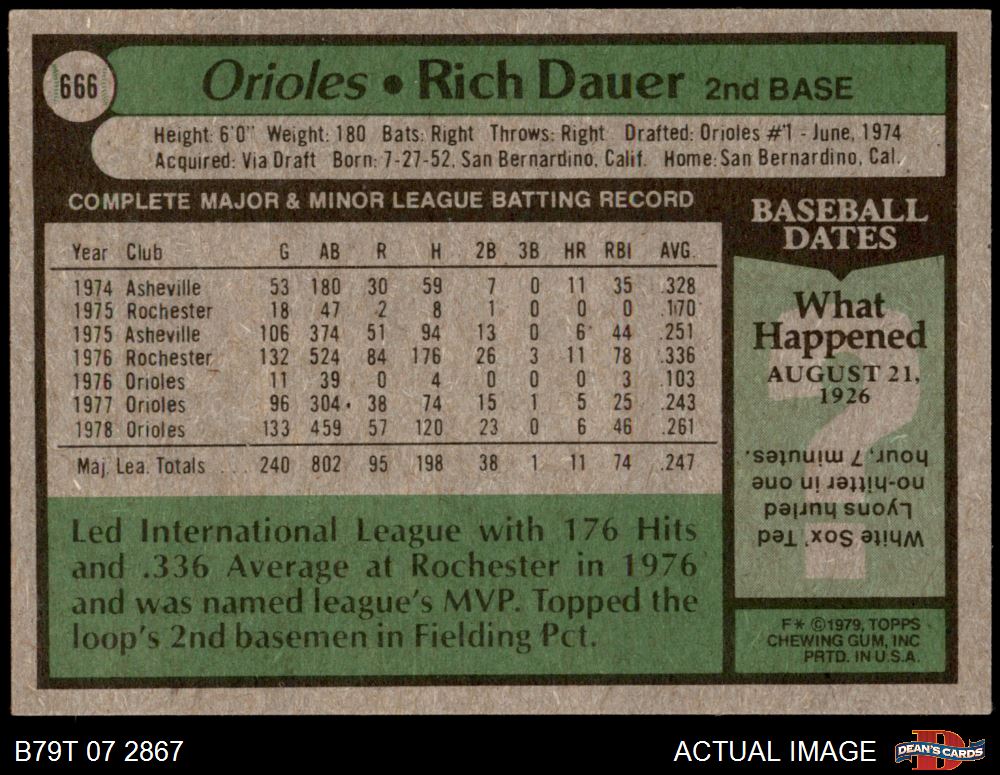 666
Orioles • Rich Dauer 2nd BASE
Height: 6'0" Weight: 180 Bats: Right Throws: Right Drafted: Orioles #1 - June, 1974
Acquired: Via Draft Born: 7-27-52, San Bernardino, Calif. Home: San Bernardino, Cal.
COMPLETE MAJOR & MINOR LEAGUE BATTING RECORD
Year Club G AB R H 2B 3B HR RBI AVG.
1974 Asheville 53 180 30 59 7 0 11 35 .328
1975 Rochester 18 47 2 8 1 0 0 0 .170
1975 Asheville 106 374 51 94 13 0 6 44 .251
1976 Rochester 132 524 84 176 26 3 11 78 .336
1976 Orioles 11 39 0 4 0 0 0 3 .103
1977 Orioles 96 304 38 74 15 1 5 25 .243
1978 Orioles 133 459 57 120 23 0 6 46 .261
Maj. Lea. Totals ... 240 802 95 198 38 1 11 74 .247
Led International League with 176 Hits
and .336 Average at Rochester in 1976
and was named league's MVP. Topped the
loop's 2nd basemen in Fielding Pct.
BASEBALL
DATES
What
Happened
AUGUST 21,
1926
White Sox' Ted
Lyons hurled
no-hitter in one
hour, 7 minutes.
F* ©1979, TOPPS
CHEWING GUM, INC
PRTD. IN U.S.A.
B79T 07 2867
ACTUAL IMAGE
DEAN'S CARDS